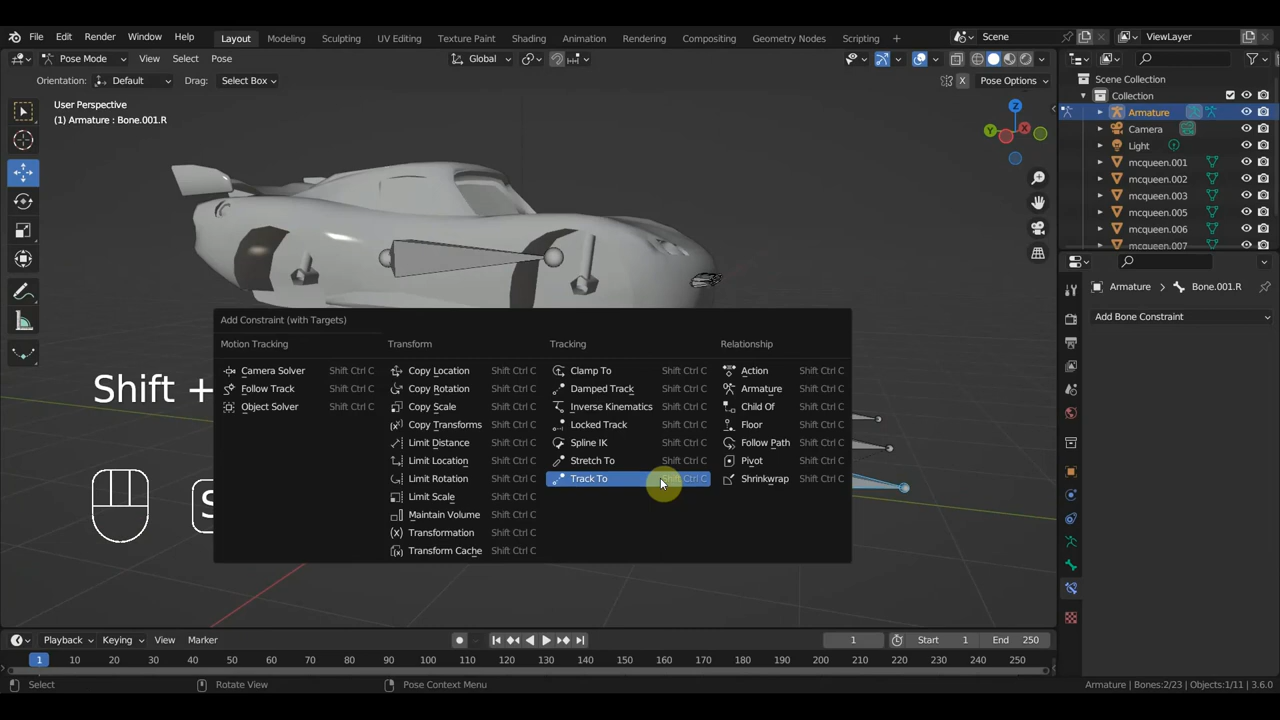 File Edit Render Window Help Layout Modeling Sculpting UV Editing Texture Paint Shading Animation Rendering Compositing Geometry Nodes Scripting + Scene ViewLayer
Pose Mode View Select Pose Global
Orientation: Default Drag: Select Box X Pose Options
User Perspective
(1) Armature : Bone.001.R
Z
Y
X
Scene Collection
Collection
Armature
Camera
Light
mcqueen.001
mcqueen.002
mcqueen.003
mcqueen.005
mcqueen.006
mcqueen.007
Armature > Bone.001.R
Add Bone Constraint
Shift +
S
Add Constraint (with Targets)
Motion Tracking
Camera Solver Shift Ctrl C
Follow Track Shift Ctrl C
Object Solver Shift Ctrl C
Transform
Copy Location Shift Ctrl C
Copy Rotation Shift Ctrl C
Copy Scale Shift Ctrl C
Copy Transforms Shift Ctrl C
Limit Distance Shift Ctrl C
Limit Location Shift Ctrl C
Limit Rotation Shift Ctrl C
Limit Scale Shift Ctrl C
Maintain Volume Shift Ctrl C
Transformation Shift Ctrl C
Transform Cache Shift Ctrl C
Tracking
Clamp To Shift Ctrl C
Damped Track Shift Ctrl C
Inverse Kinematics Shift Ctrl C
Locked Track Shift Ctrl C
Spline IK Shift Ctrl C
Stretch To Shift Ctrl C
Track To Shift Ctrl C
Relationship
Action Shift Ctrl C
Armature Shift Ctrl C
Child Of Shift Ctrl C
Floor Shift Ctrl C
Follow Path Shift Ctrl C
Pivot Shift Ctrl C
Shrinkwrap Shift Ctrl C
Playback Keying View Marker 1 Start 1 End 250
1 10 20 30 40 50 60 70 80 90 100 110 120 130 140 150 160 170 180 190 200 210 220 230 240 250
Select Rotate View Pose Context Menu Armature | Bones:2/23 | Objects:1/11 | 3.6.0